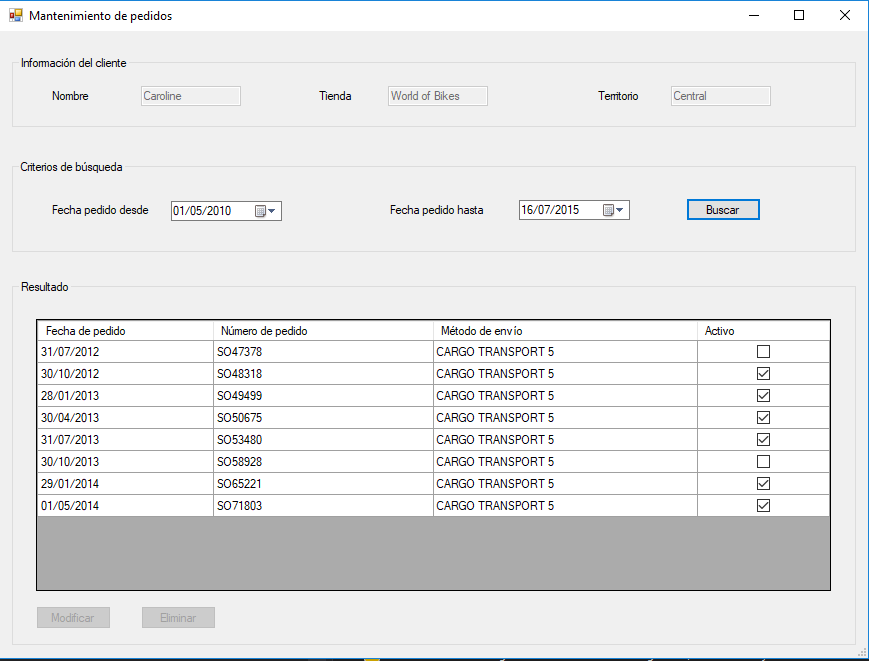 Mantenimiento de pedidos
Información del cliente
Nombre Caroline Tienda World of Bikes Territorio Central
Criterios de búsqueda
Fecha pedido desde 01/05/2010 Fecha pedido hasta 16/07/2015 Buscar
Resultado
Fecha de pedido Número de pedido Método de envío Activo
31/07/2012 SO47378 CARGO TRANSPORT 5
30/10/2012 SO48318 CARGO TRANSPORT 5
28/01/2013 SO49499 CARGO TRANSPORT 5
30/04/2013 SO50675 CARGO TRANSPORT 5
31/07/2013 SO53480 CARGO TRANSPORT 5
30/10/2013 SO58928 CARGO TRANSPORT 5
29/01/2014 SO65221 CARGO TRANSPORT 5
01/05/2014 SO71803 CARGO TRANSPORT 5
Modificar Eliminar